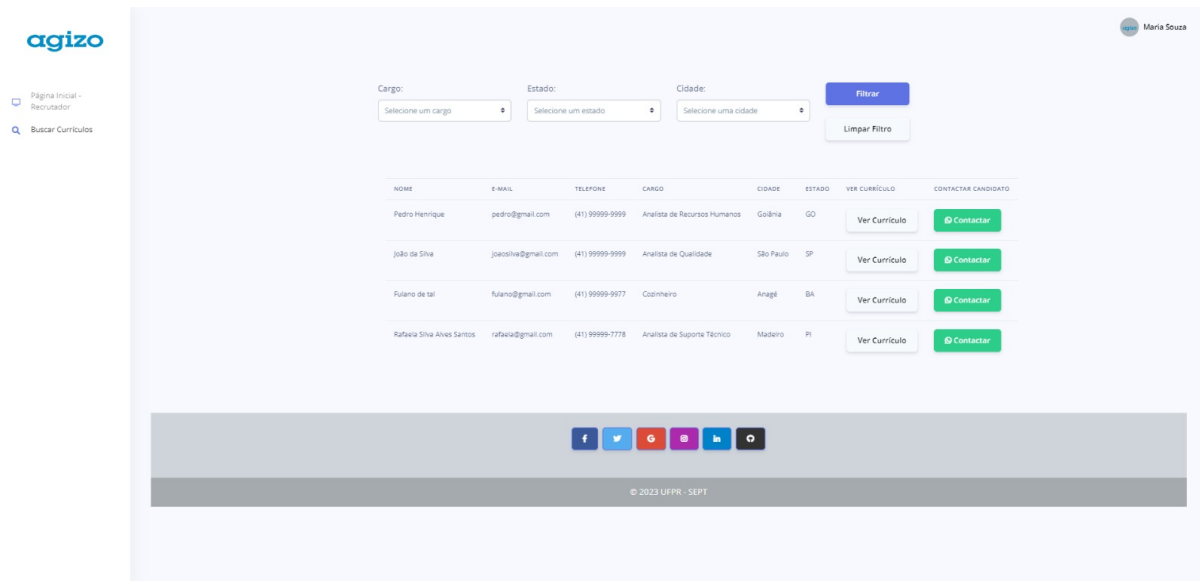 agizo
Maria Souza
Página Inicial -
Recrutador
Buscar Currículos
Cargo: Estado: Cidade:
Selecione um cargo Selecione um estado Selecione uma cidade Filtrar
Limpar Filtro
NOME E-MAIL TELEFONE CARGO CIDADE ESTADO VER CURRÍCULO CONTACTAR CANDIDATO
Pedro Henrique pedro@gmail.com (41) 99999-9999 Analista de Recursos Humanos Goiânia GO Ver Currículo Contactar
João da Silva joaosilva@gmail.com (41) 99999-9999 Analista de Qualidade São Paulo SP Ver Currículo Contactar
Fulano de tal fulano@gmail.com (41) 99999-9977 Cozinheiro Anagé BA Ver Currículo Contactar
Rafaela Silva Alves Santos rafaela@gmail.com (41) 99999-7778 Analista de Suporte Técnico Madeiro PI Ver Currículo Contactar
© 2023 UFPR - SEPT